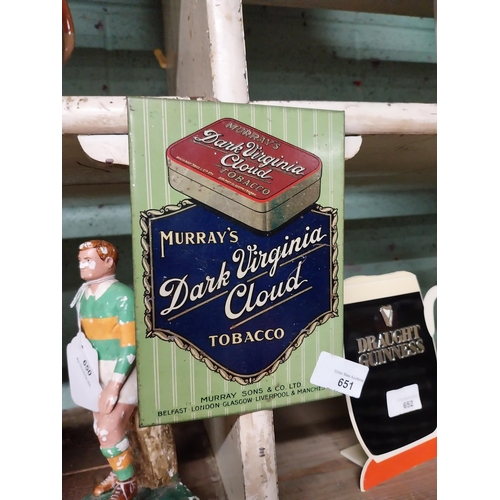 MURRAY'S
Dark Virginia
Cloud
TOBACCO
MURRAY'S
Dark Virginia
Cloud
TOBACCO
MURRAY SONS & CO. LTD.
BELFAST LONDON GLASGOW LIVERPOOL &
651
650
DRAUGHT
GUINNESS
652